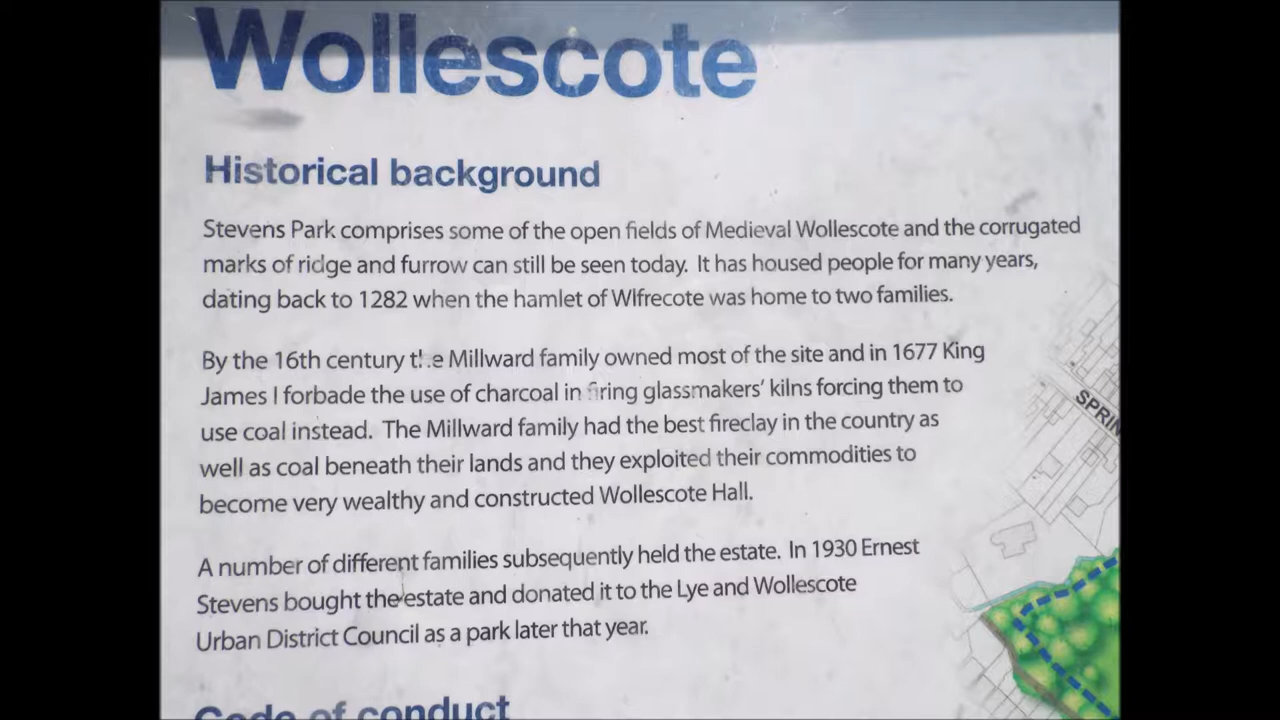 Wollescote
Historical background
Stevens Park comprises some of the open fields of Medieval Wollescote and the corrugated
marks of ridge and furrow can still be seen today. It has housed people for many years,
dating back to 1282 when the hamlet of Wlfrecote was home to two families.
By the 16th century the Millward family owned most of the site and in 1677 King
James I forbade the use of charcoal in firing glassmakers' kilns forcing them to
use coal instead. The Millward family had the best fireclay in the country as
well as coal beneath their lands and they exploited their commodities to
become very wealthy and constructed Wollescote Hall.
A number of different families subsequently held the estate. In 1930 Ernest
Stevens bought the estate and donated it to the Lye and Wollescote
Urban District Council as a park later that year.
Code of conduct
SPRIN